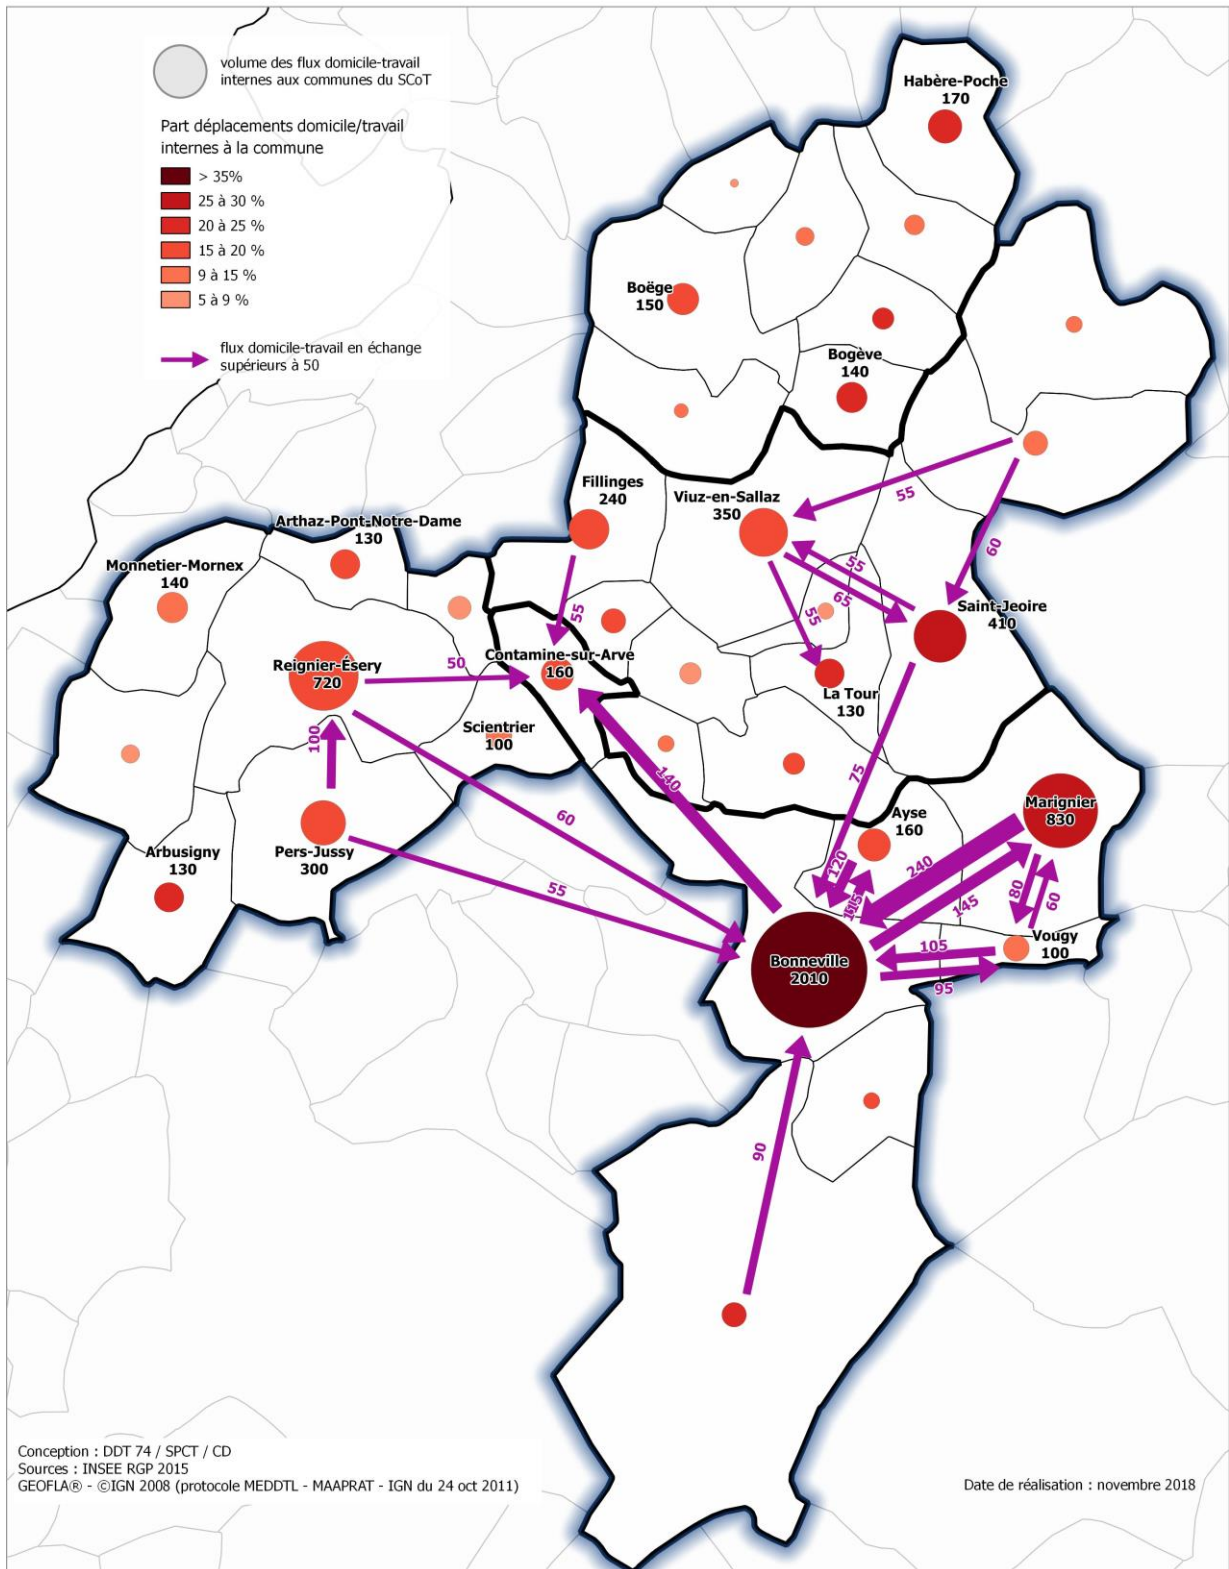 volume des flux domicile-travail
internes aux communes du SCoT
Part déplacements domicile/travail
internes à la commune
> 35%
25 à 30 %
20 à 25 %
15 à 20 %
9 à 15 %
5 à 9 %
flux domicile-travail en échange
supérieurs à 50
Habère-Poche
170
Boëge
150
Bogève
140
Fillinges
240
Viuz-en-Sallaz
350
55
60
Arthaz-Pont-Notre-Dame
130
Monnetier-Mornex
140
55
65
55
55
Saint-Jeoire
410
Contamine-sur-Arve
160
Reignier-Ésery
720
50
La Tour
130
Scientrier
100
100
140
75
Marignier
830
Ayse
160
60
Arbusigny
130
Pers-Jussy
300
55
120
115
240
145
80
60
Vougy
100
105
95
Bonneville
2010
90
Conception : DDT 74 / SPCT / CD
Sources : INSEE RGP 2015
GEOFLA® - ©IGN 2008 (protocole MEDDTL - MAAPRAT - IGN du 24 oct 2011)
Date de réalisation : novembre 2018